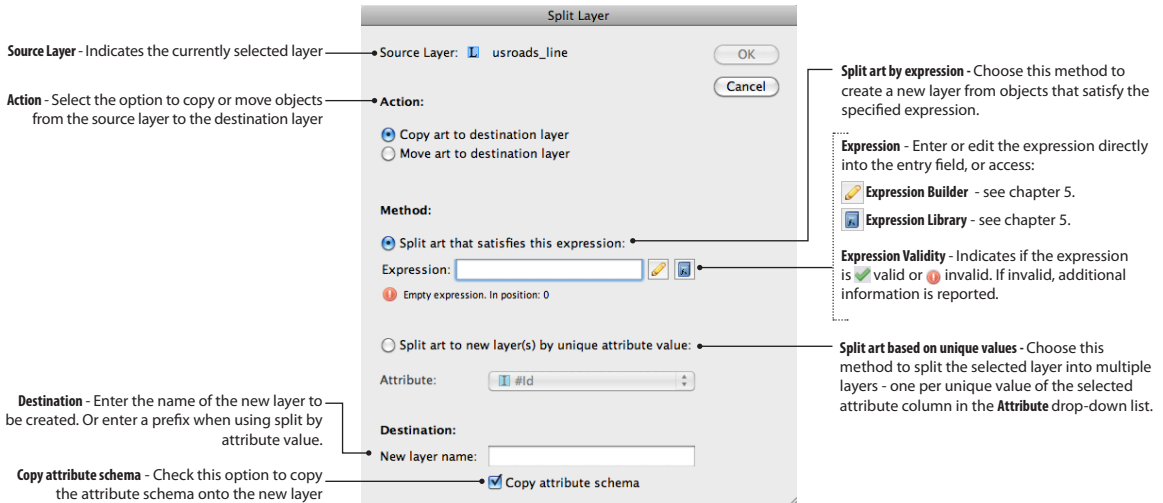 Split Layer
Source Layer - Indicates the currently selected layer
Action - Select the option to copy or move objects
from the source layer to the destination layer
Destination - Enter the name of the new layer to
be created. Or enter a prefix when using split by
attribute value.
Copy attribute schema - Check this option to copy
the attribute schema onto the new layer
Source Layer: L usroads_line
OK
Cancel
Action:
Copy art to destination layer
Move art to destination layer
Method:
Split art that satisfies this expression:
Expression:
Empty expression. In position: 0
Split art to new layer(s) by unique attribute value:
Attribute: I #Id
Destination:
New layer name:
Copy attribute schema
Split art by expression - Choose this method to
create a new layer from objects that satisfy the
specified expression.
Expression - Enter or edit the expression directly
into the entry field, or access:
Expression Builder - see chapter 5.
Expression Library - see chapter 5.
Expression Validity - Indicates if the expression
is valid or invalid. If invalid, additional
information is reported.
Split art based on unique values - Choose this
method to split the selected layer into multiple
layers - one per unique value of the selected
attribute column in the Attribute drop-down list.